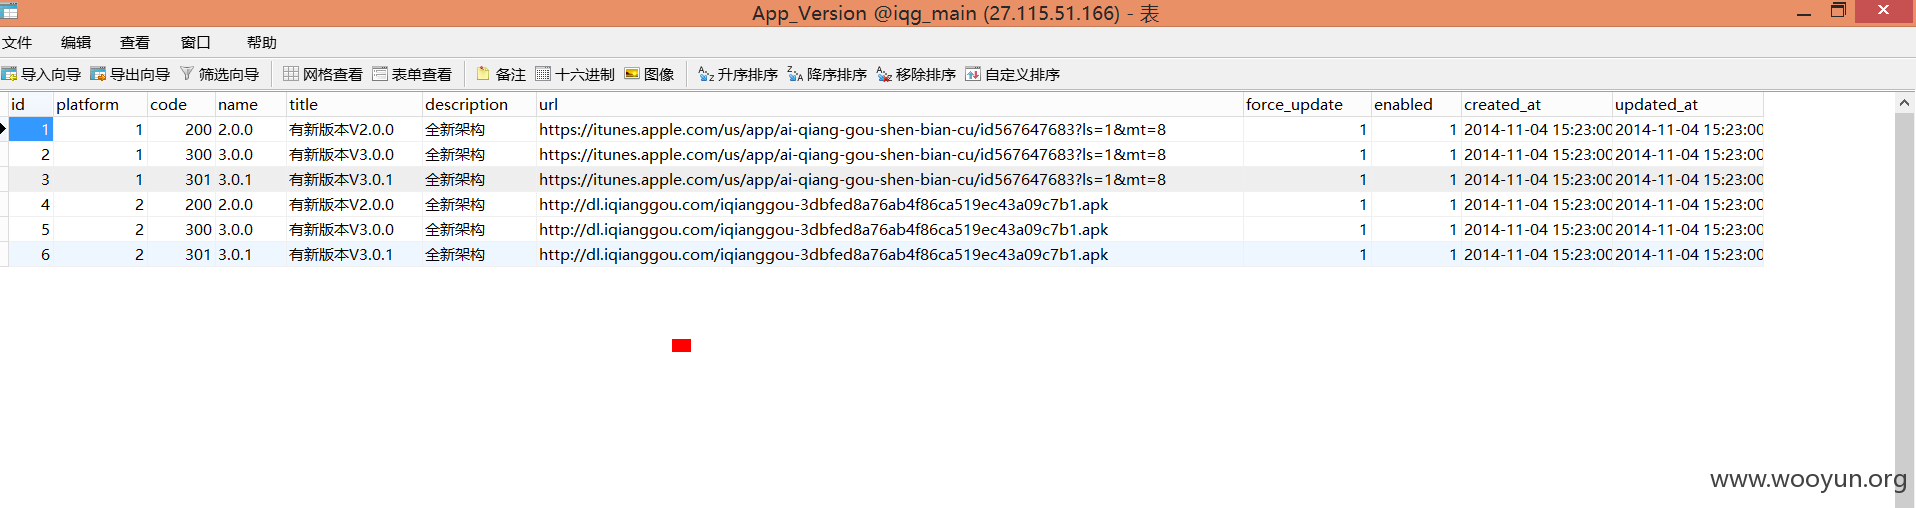 App_Version @iqg_main (27.115.51.166) - 表
文件 编辑 查看 窗口 帮助
导入向导 导出向导 筛选向导 网格查看 表单查看 备注 十六进制 图像 升序排序 降序排序 移除排序 自定义排序
id platform code name title description url force_update enabled created_at updated_at
1 1 200 2.0.0 有新版本V2.0.0 全新架构 https://itunes.apple.com/us/app/ai-qiang-gou-shen-bian-cu/id567647683?ls=1&mt=8 1 1 2014-11-04 15:23:00 2014-11-04 15:23:00
2 1 300 3.0.0 有新版本V3.0.0 全新架构 https://itunes.apple.com/us/app/ai-qiang-gou-shen-bian-cu/id567647683?ls=1&mt=8 1 1 2014-11-04 15:23:00 2014-11-04 15:23:00
3 1 301 3.0.1 有新版本V3.0.1 全新架构 https://itunes.apple.com/us/app/ai-qiang-gou-shen-bian-cu/id567647683?ls=1&mt=8 1 1 2014-11-04 15:23:00 2014-11-04 15:23:00
4 2 200 2.0.0 有新版本V2.0.0 全新架构 http://dl.iqianggou.com/iqianggou-3dbfed8a76ab4f86ca519ec43a09c7b1.apk 1 1 2014-11-04 15:23:00 2014-11-04 15:23:00
5 2 300 3.0.0 有新版本V3.0.0 全新架构 http://dl.iqianggou.com/iqianggou-3dbfed8a76ab4f86ca519ec43a09c7b1.apk 1 1 2014-11-04 15:23:00 2014-11-04 15:23:00
6 2 301 3.0.1 有新版本V3.0.1 全新架构 http://dl.iqianggou.com/iqianggou-3dbfed8a76ab4f86ca519ec43a09c7b1.apk 1 1 2014-11-04 15:23:00 2014-11-04 15:23:00
www.wooyun.org